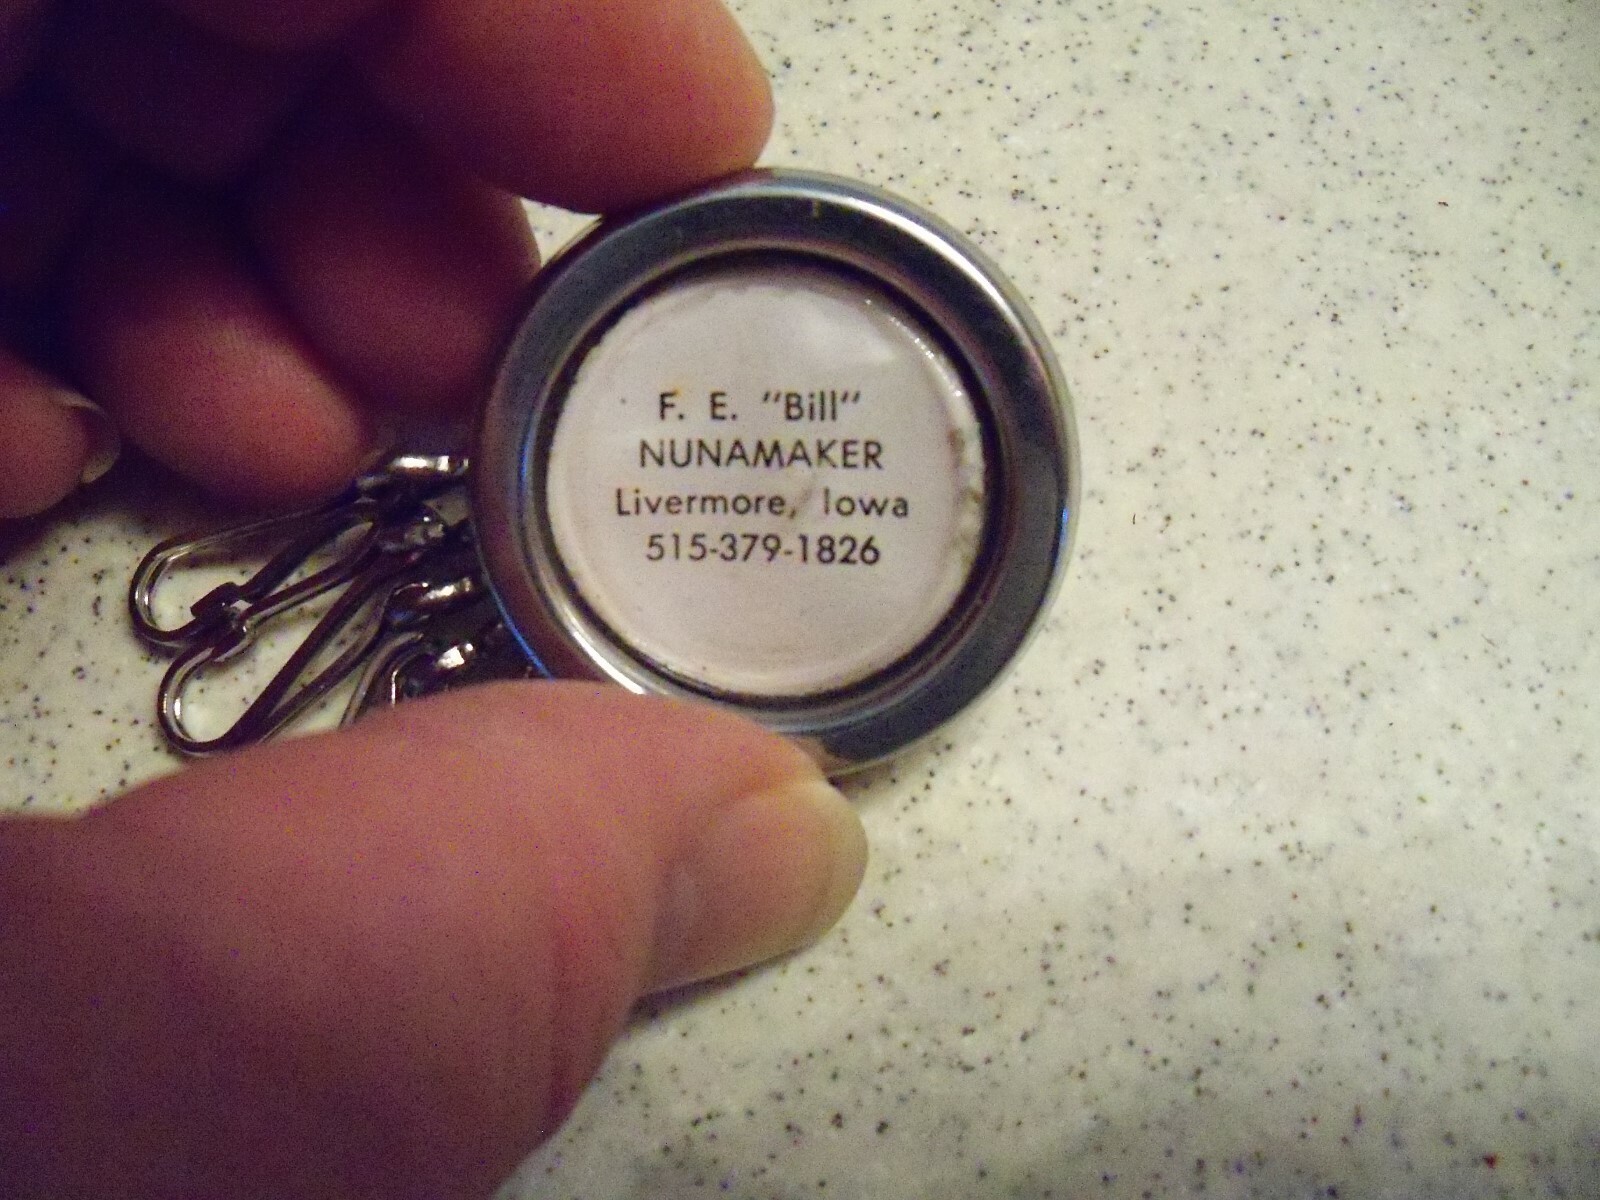 F. E. "Bill"
NUNAMAKER
Livermore, Iowa
515-379-1826